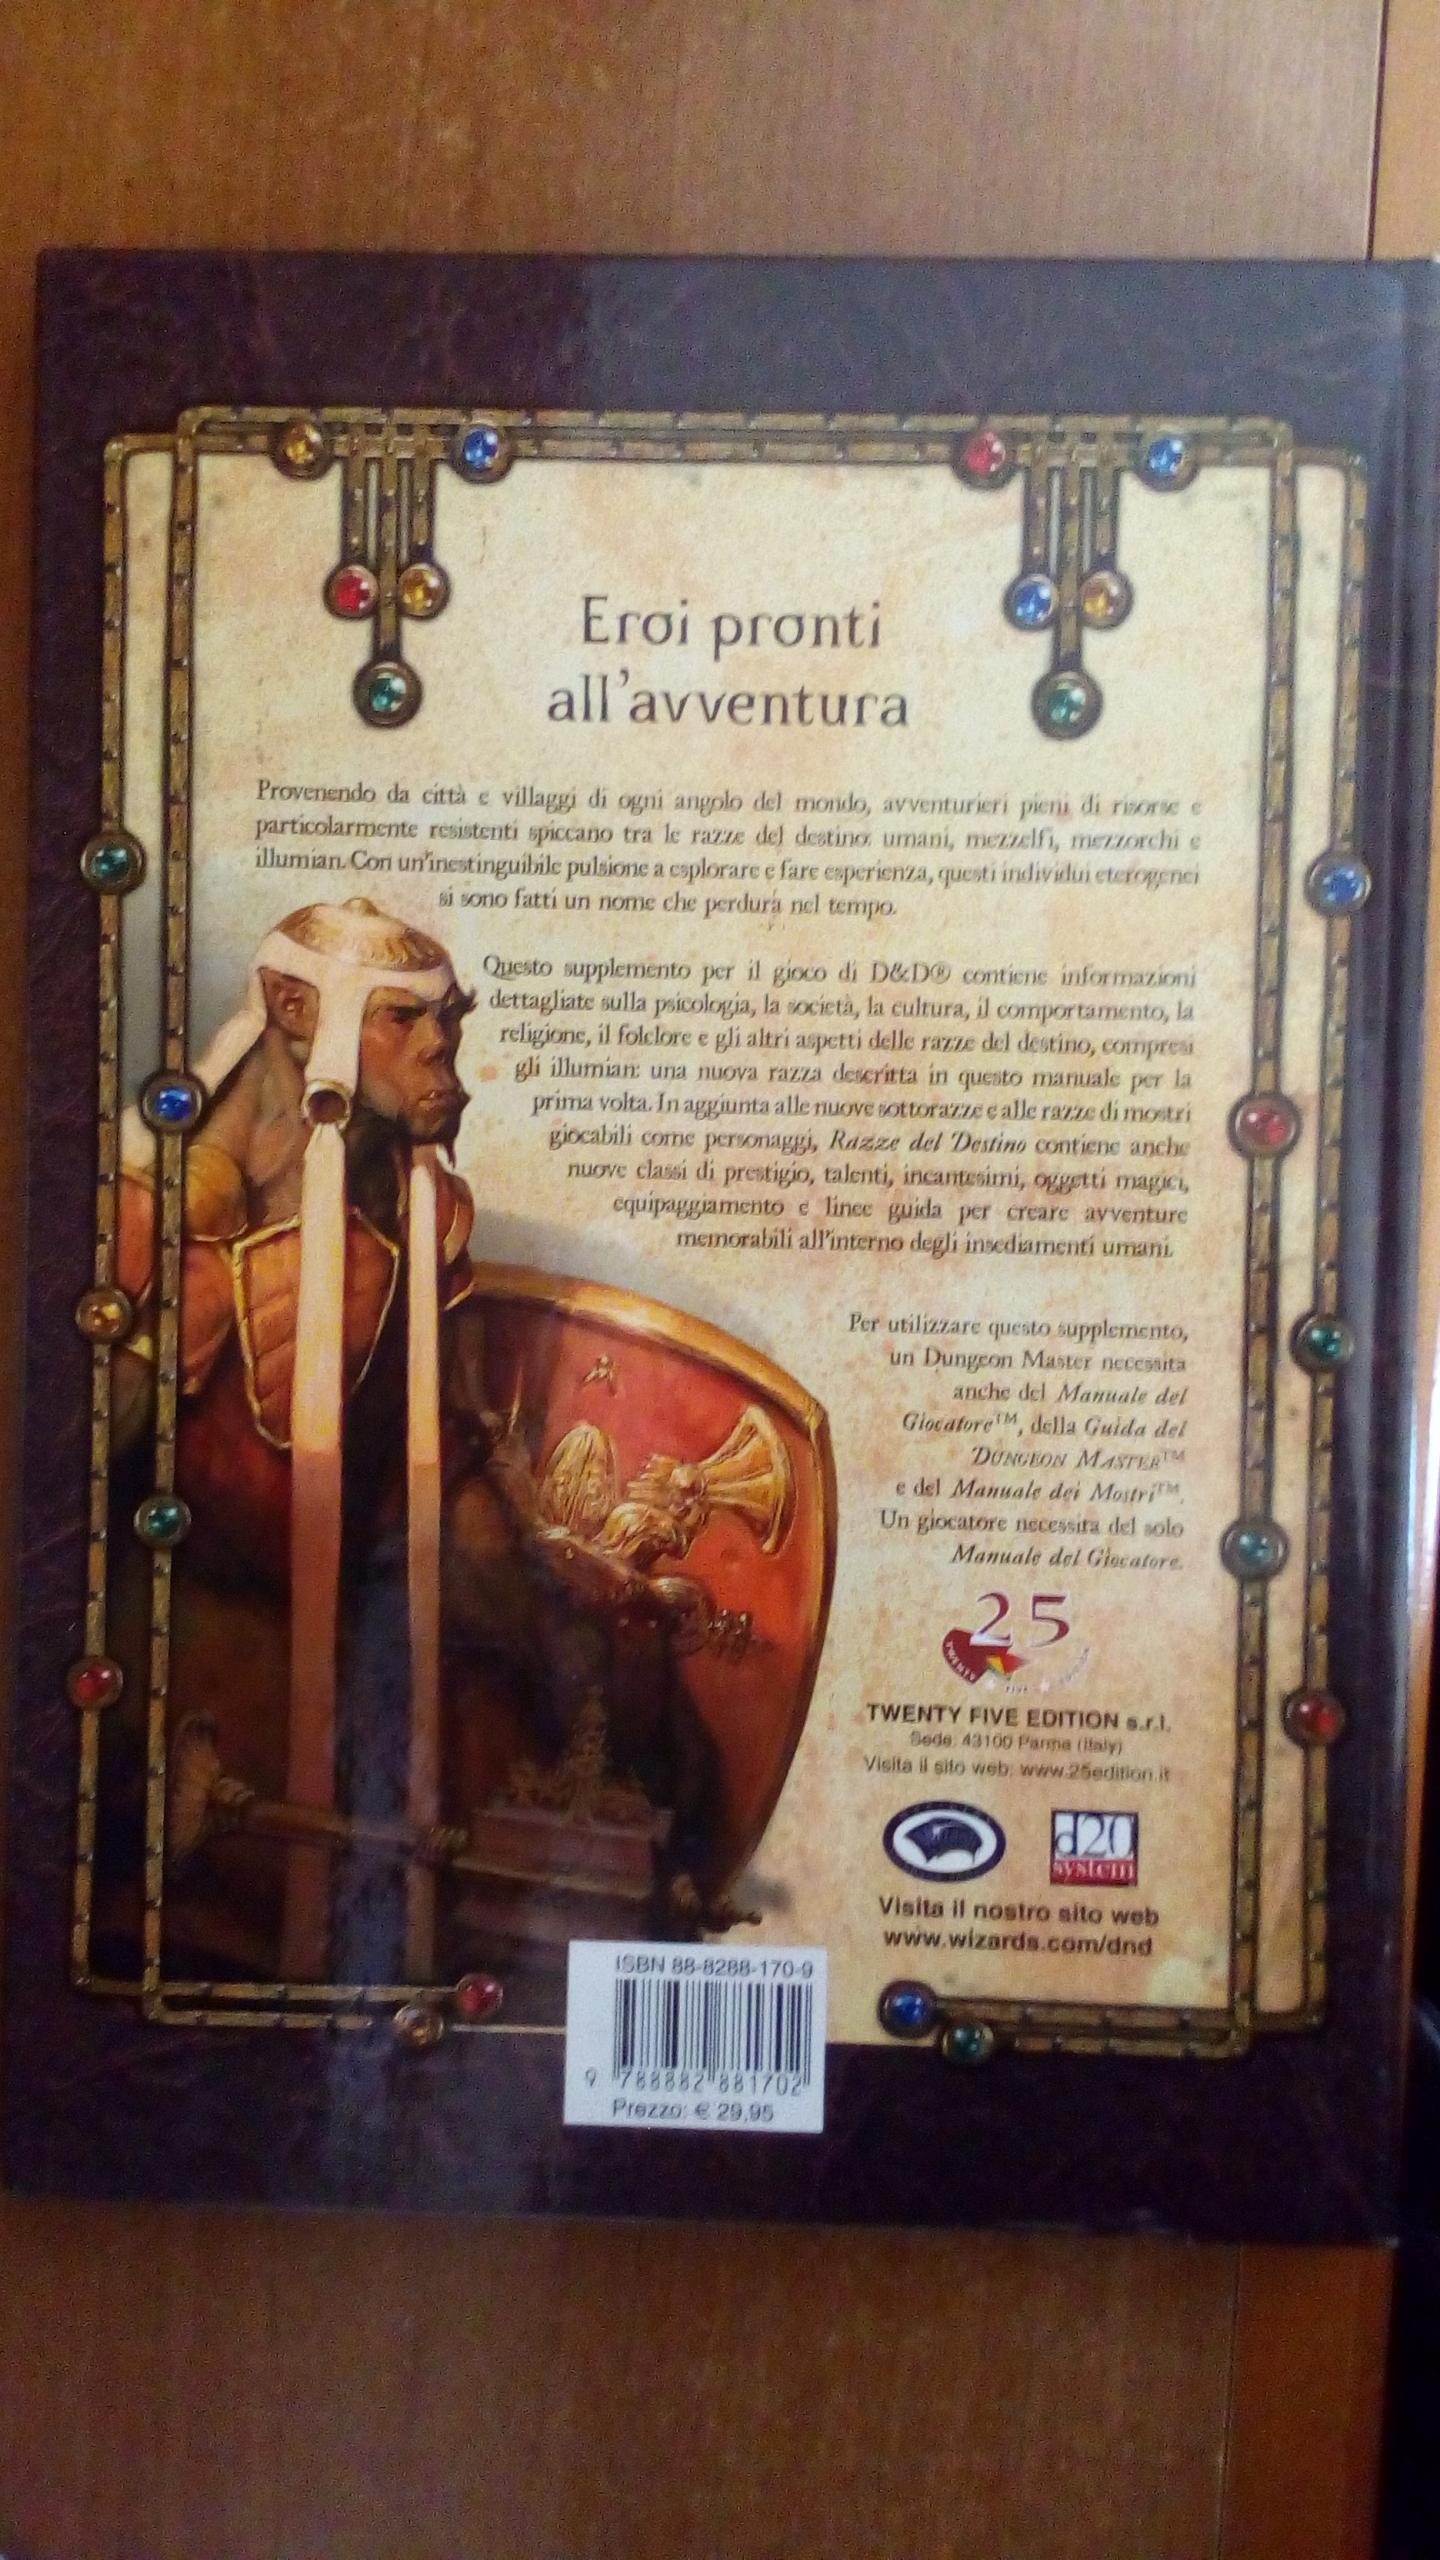 Eroi pronti
all'avventura
Provenendo da città e villaggi di ogni angolo del mondo, avventurieri pieni di risorse e
particolarmente resistenti spiccano tra le razze del destino: umani, mezzelfi, mezzorchi e
illumian. Con un'inestinguibile pulsione a esplorare e fare esperienza, questi individui eterogenei
si sono fatti un nome che perdura nel tempo.
Questo supplemento per il gioco di D&D® contiene informazioni
dettagliate sulla psicologia, la società, la cultura, il comportamento, la
religione, il folclore e gli altri aspetti delle razze del destino, compresi
gli illumian: una nuova razza descritta in questo manuale per la
prima volta. In aggiunta alle nuove sottorazze e alle razze di mostri
giocabili come personaggi, Razze del Destino contiene anche
nuove classi di prestigio, talenti, incantesimi, oggetti magici,
equipaggiamento e linee guida per creare avventure
memorabili all'interno degli insediamenti umani.
Per utilizzare questo supplemento,
un Dungeon Master necessita
anche del Manuale del
Giocatore™, della Guida del
DUNGEON MASTER™
e del Manuale dei Mostri™.
Un giocatore necessita del solo
Manuale del Giocatore.
25
TWENTY FIVE EDITION s.r.l.
Sede: 43100 Parma (Italy)
Visita il sito web: www.25edition.it
d20
system
Visita il nostro sito web
www.wizards.com/dnd
ISBN 88-8288-170-9
9 788882 881702
Prezzo: € 29,95